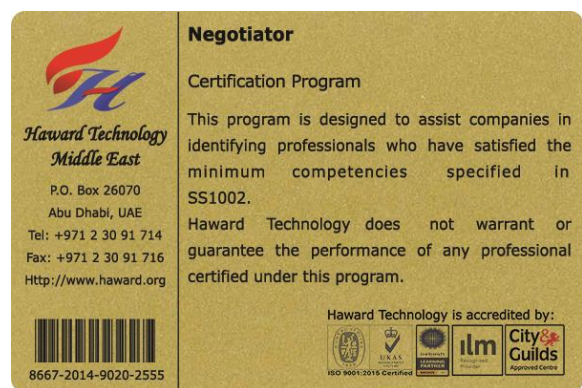 Haward Technology
Middle East
P.O. Box 26070
Abu Dhabi, UAE
Tel: +971 2 30 91 714
Fax: +971 2 30 91 716
Http://www.haward.org
8667-2014-9020-2555
Negotiator
Certification Program
This program is designed to assist companies in
identifying professionals who have satisfied the
minimum competencies specified in
SS1002.
Haward Technology does not warrant or
guarantee the performance of any professional
certified under this program.
Haward Technology is accredited by:
UKAS
ISO 9001:2015 Certified
LEARNING
PARTNER
ilm
Recognised
Provider
City&
Guilds
Approved Centre